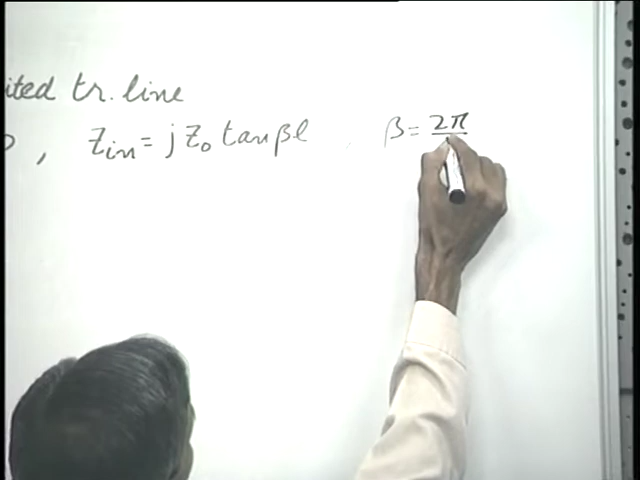 ited tr. line
, Zin = j Z₀ tan βl , β = 2π